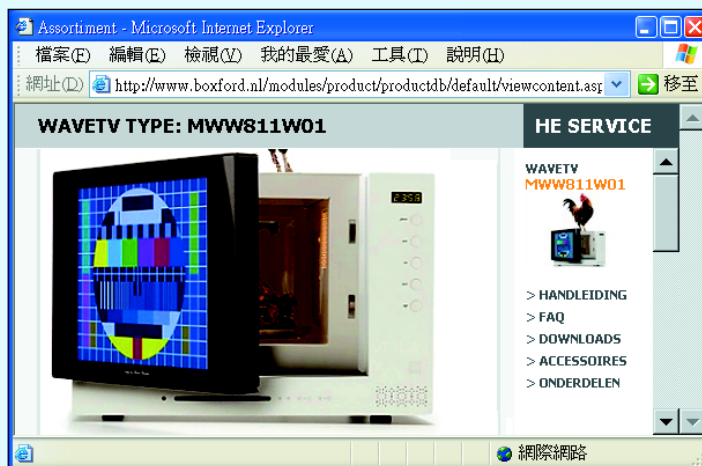 Assortiment - Microsoft Internet Explorer
檔案(F) 編輯(E) 檢視(V) 我的最愛(A) 工具(T) 說明(H)
網址(D) http://www.boxford.nl/modules/product/productdb/default/viewcontent.asp 移至
WAVETV TYPE: MWW811W01
HE SERVICE
23:58
WAVETV
MWW811W01
> HANDLEIDING
> FAQ
> DOWNLOADS
> ACCESSOIRES
> ONDERDELEN
網際網路